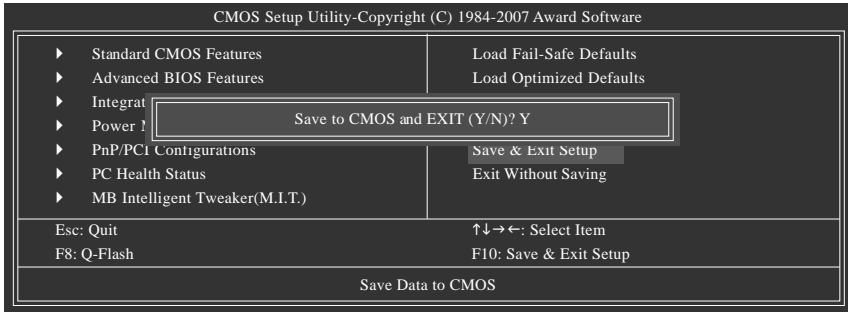 CMOS Setup Utility-Copyright (C) 1984-2007 Award Software
Standard CMOS Features
Advanced BIOS Features
Integrat
Power
PnP/PCI Configurations
PC Health Status
MB Intelligent Tweaker(M.I.T.)
Load Fail-Safe Defaults
Load Optimized Defaults
Save to CMOS and EXIT (Y/N)? Y
Save & Exit Setup
Exit Without Saving
Esc: Quit
↑↓→←: Select Item
F8: Q-Flash
F10: Save & Exit Setup
Save Data to CMOS